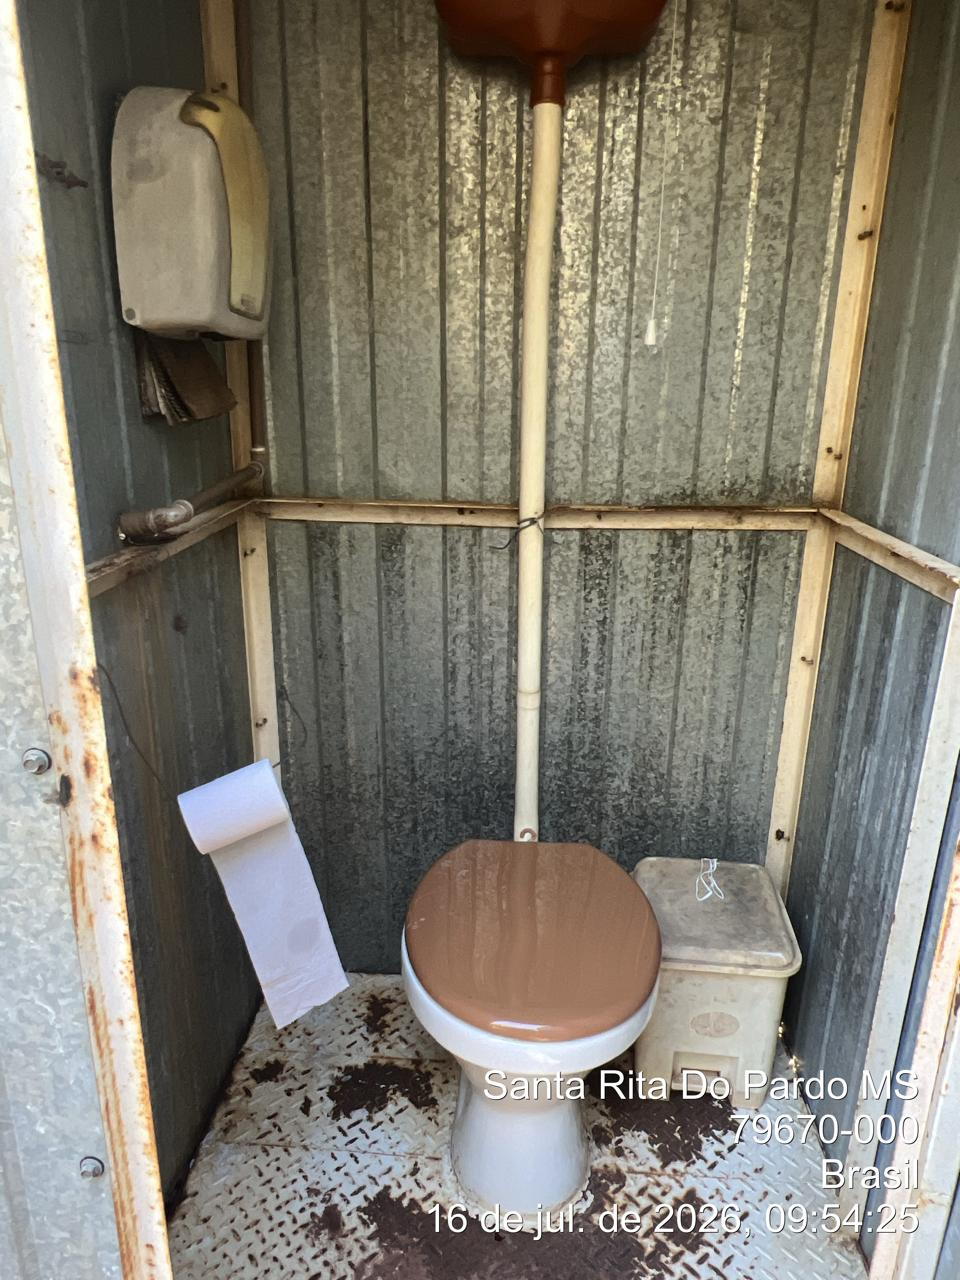 Santa Rita Do Pardo MS
79670-000
Brasil
16 de jul. de 2026, 09:54:25